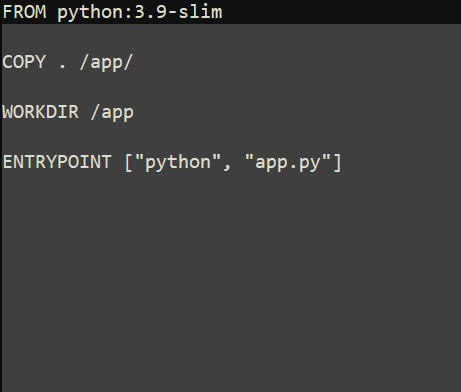 FROM python:3.9-slim
COPY . /app/
WORKDIR /app
ENTRYPOINT ["python", "app.py"]